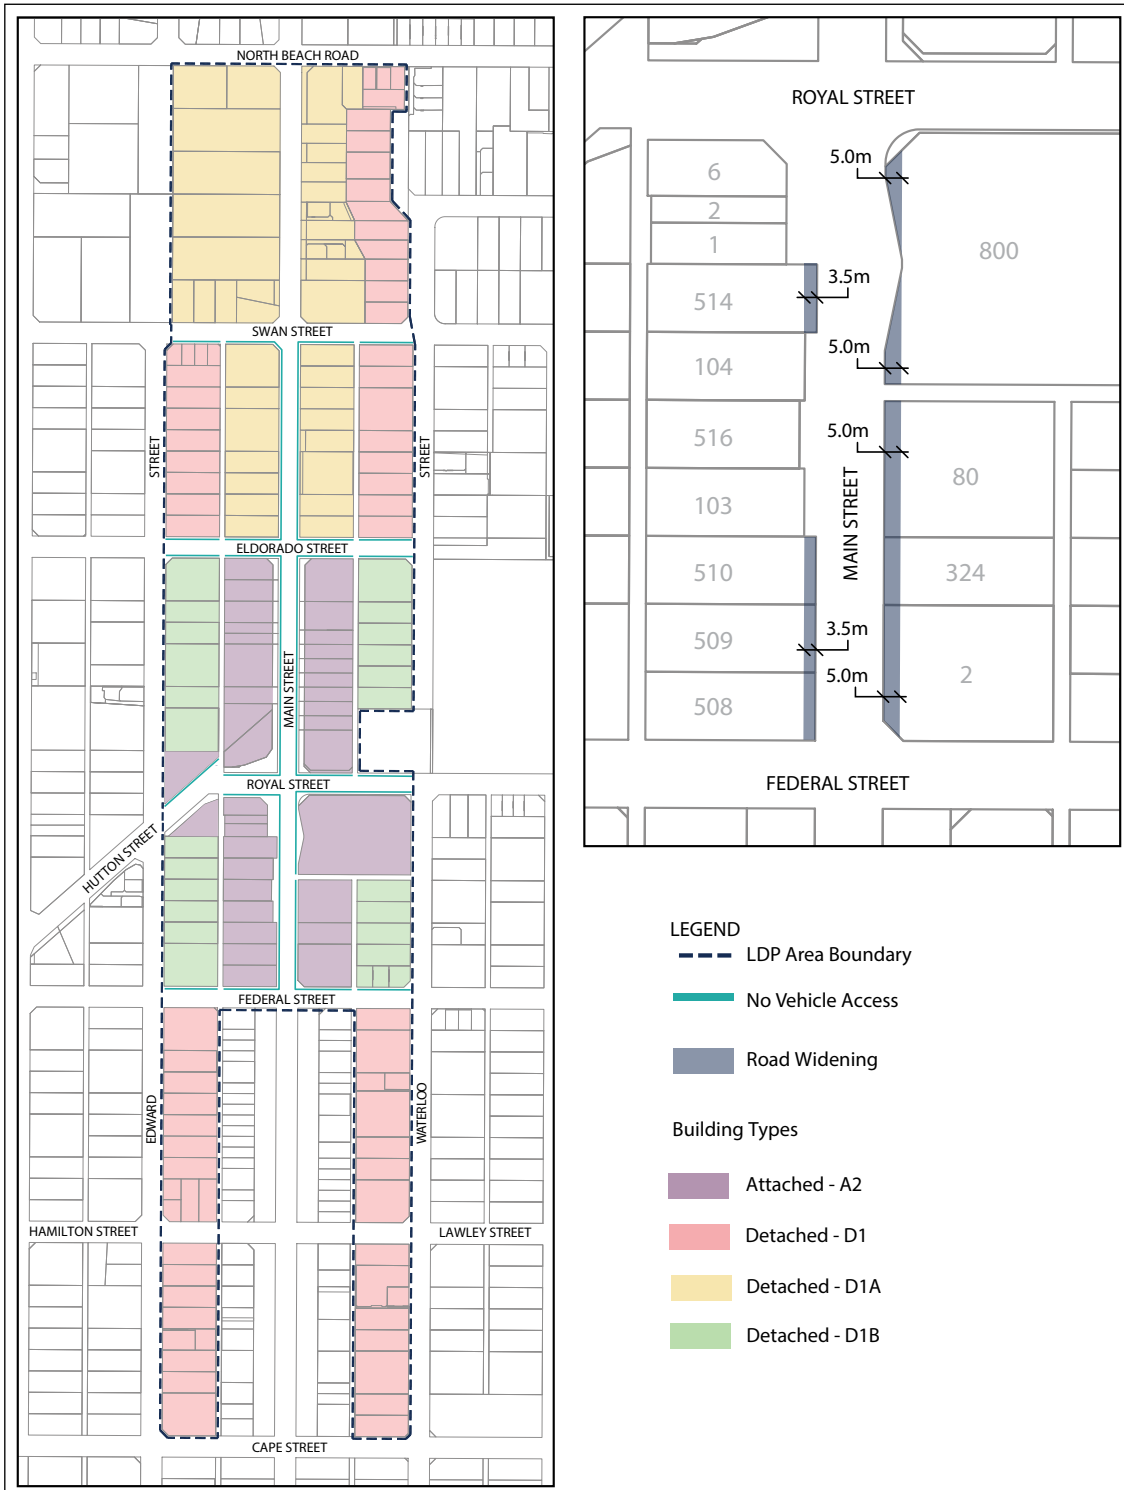 NORTH BEACH ROAD
SWAN STREET
STREET
STREET
ELDORADO STREET
MAIN STREET
ROYAL STREET
HUTTON STREET
FEDERAL STREET
EDWARD
WATERLOO
HAMILTON STREET
LAWLEY STREET
CAPE STREET
ROYAL STREET
6
5.0m
2
1
800
514
3.5m
104
5.0m
516
5.0m
80
103
MAIN STREET
510
324
509
3.5m
508
5.0m
2
FEDERAL STREET
LEGEND
LDP Area Boundary
No Vehicle Access
Road Widening
Building Types
Attached - A2
Detached - D1
Detached - D1A
Detached - D1B